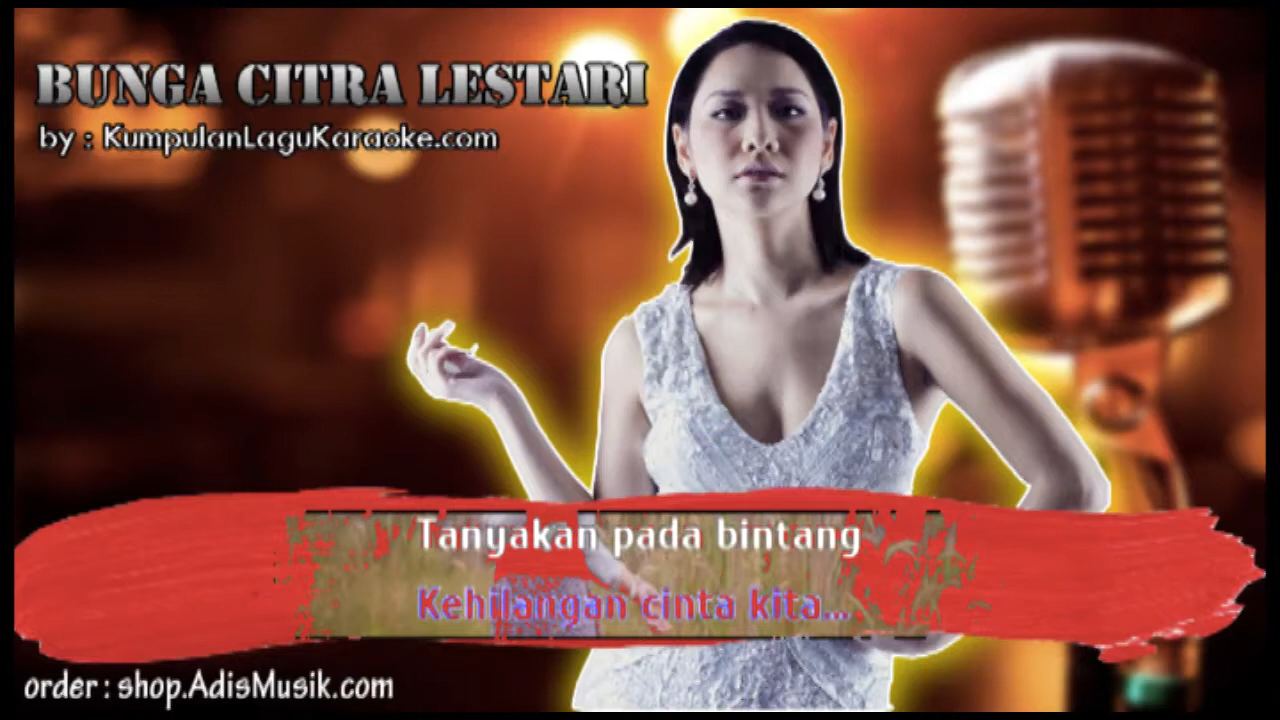 BUNGA CITRA LESTARI
by : KumpulanLaguKaraoke.com
Tanyakan pada bintang
Kehilangan cinta kita...
order : shop.AdisMusik.com